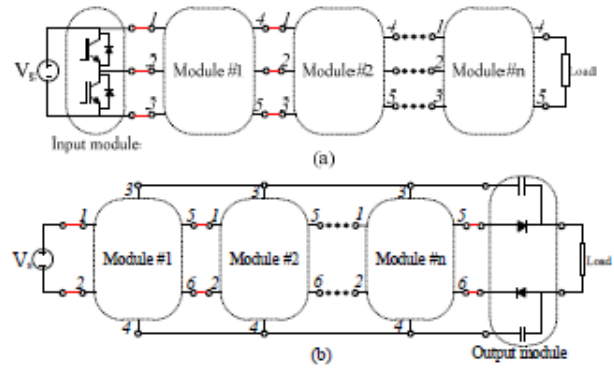 1 4 1 4 1 4
V_g 2 Module #1 2 Module #2 2 Module #n Load
3 5 3 5 3 5
Input module
(a)
3 3 3
1 5 1 5 1 5
V_s Module #1 Module #2 Module #n Load
2 6 2 6 2 6
4 4 4
(b) Output module